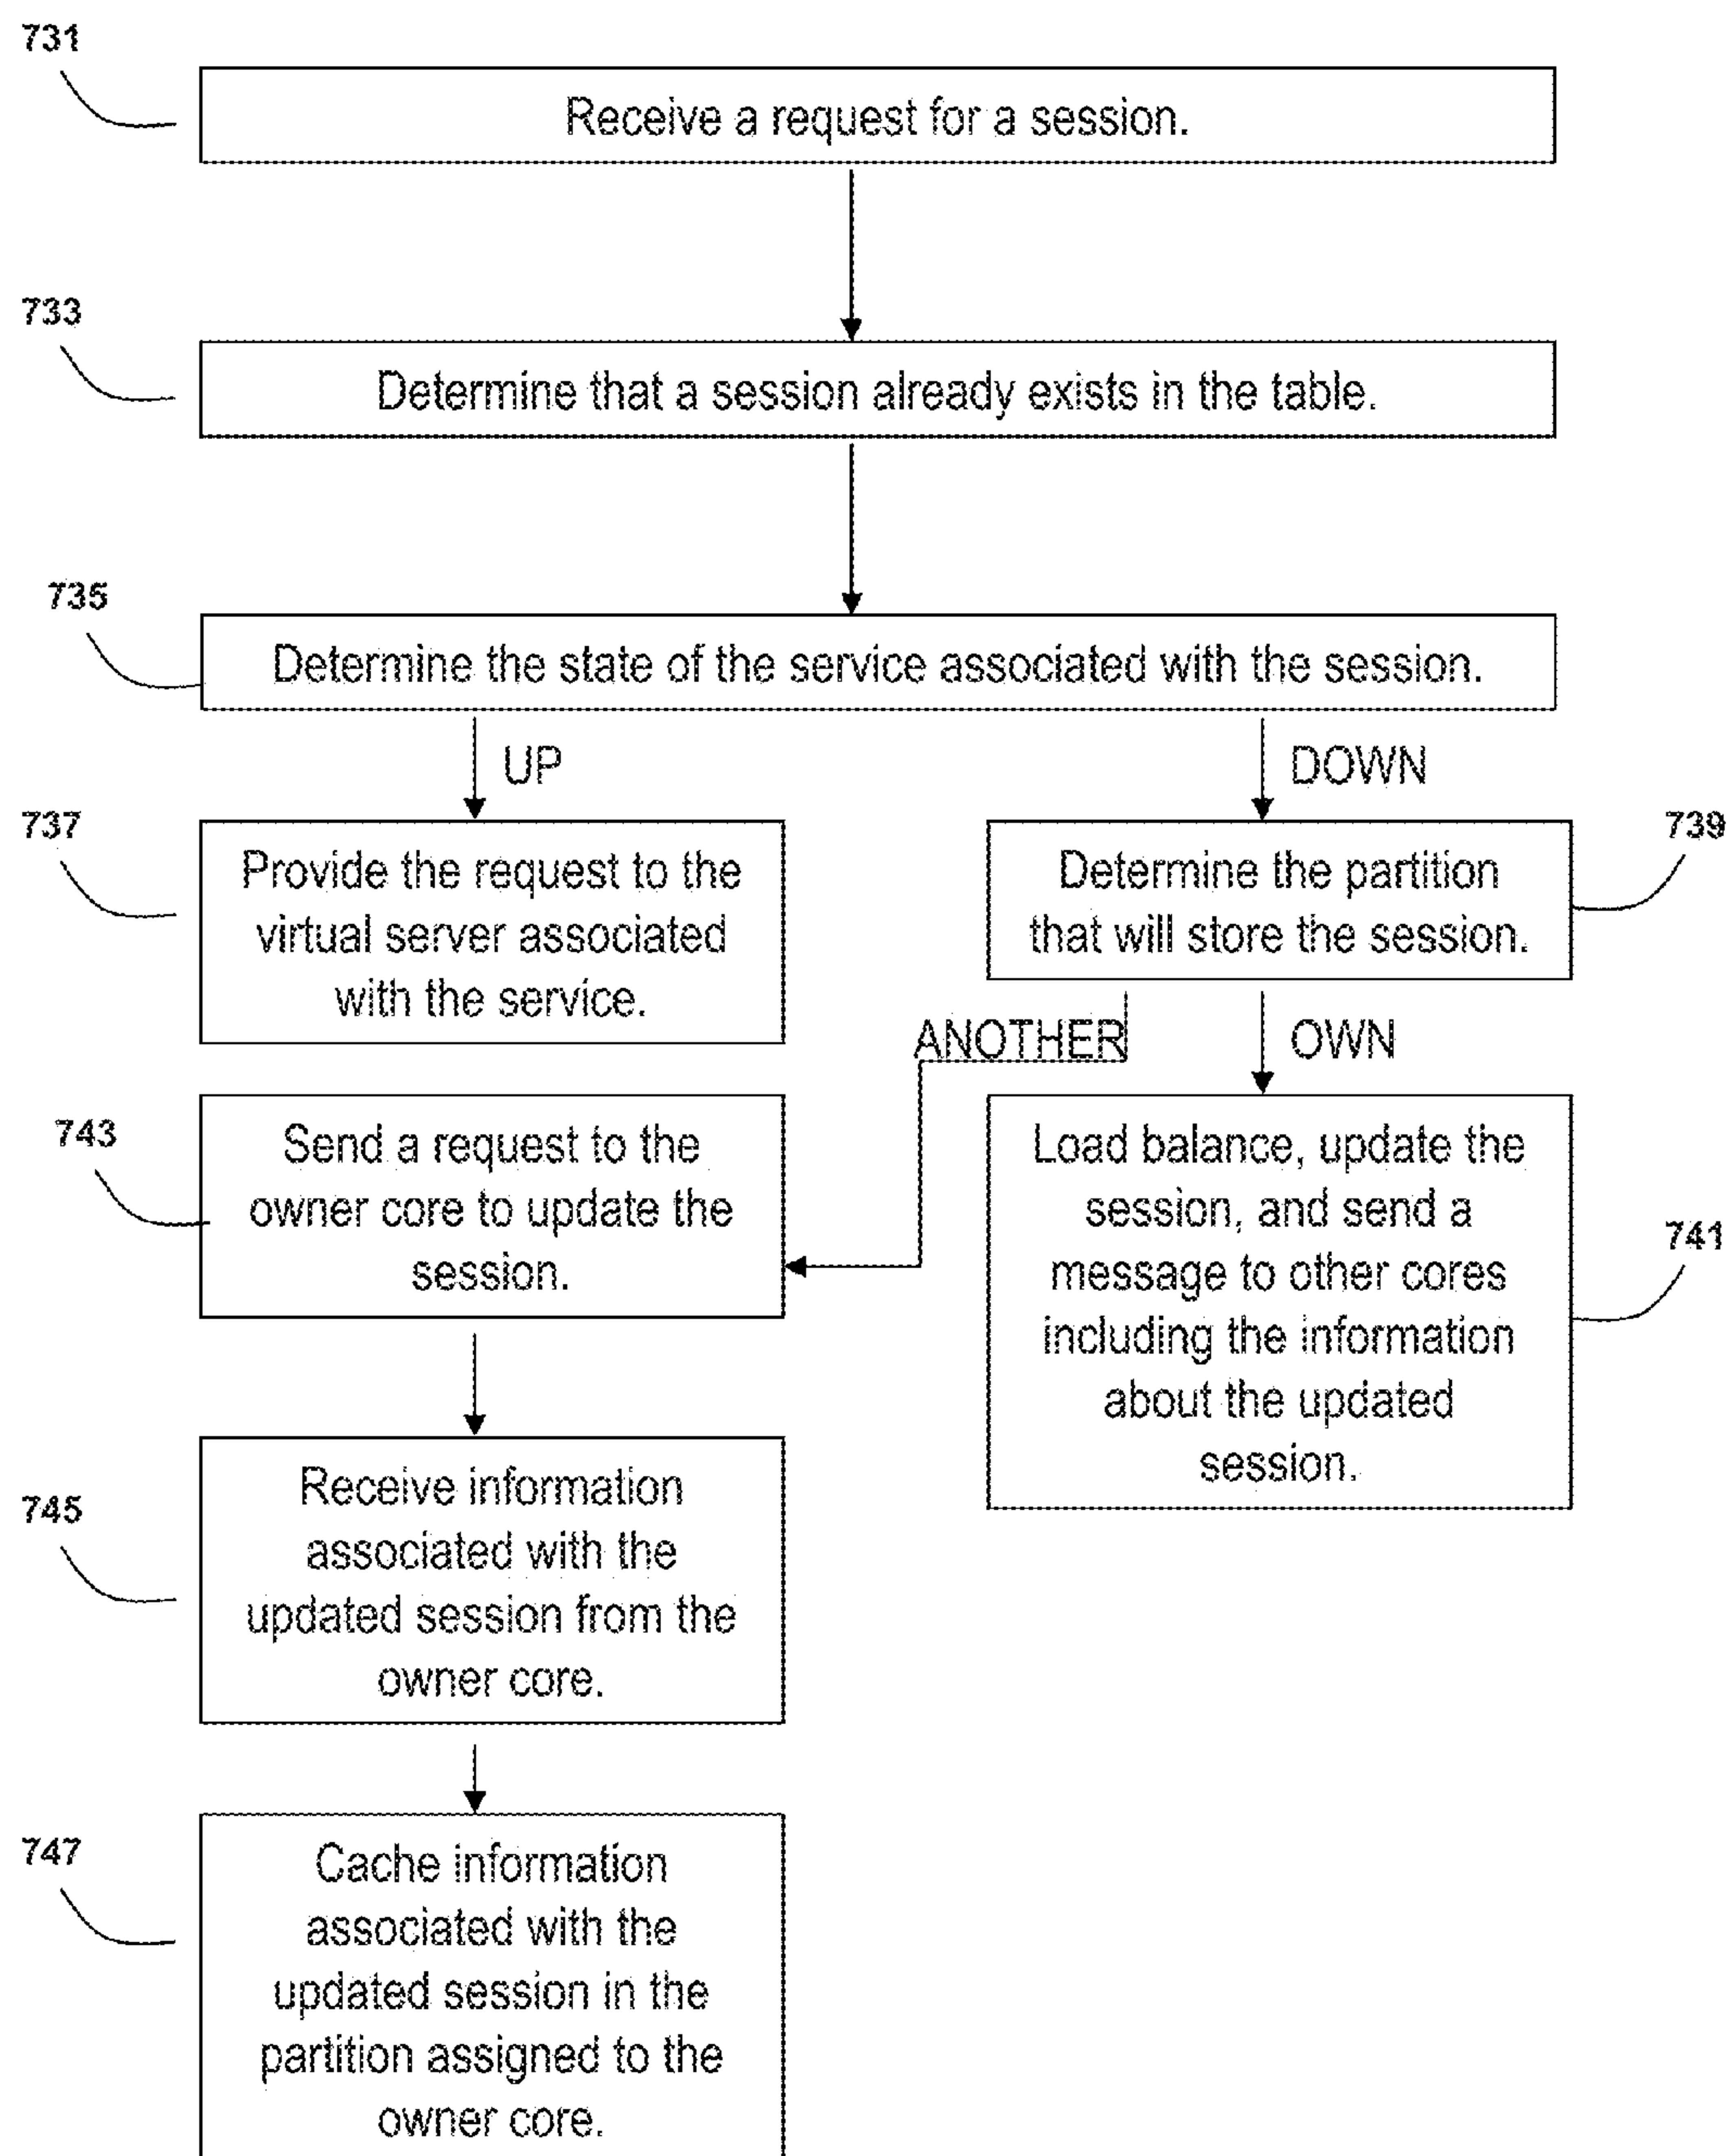 731
Receive a request for a session.
733
Determine that a session already exists in the table.
735
Determine the state of the service associated with the session.
UP
DOWN
737
Provide the request to the
virtual server associated
with the service.
739
Determine the partition
that will store the session.
ANOTHER
OWN
743
Send a request to the
owner core to update the
session.
741
Load balance, update the
session, and send a
message to other cores
including the information
about the updated
session.
745
Receive information
associated with the
updated session from the
owner core.
747
Cache information
associated with the
updated session in the
partition assigned to the
owner core.